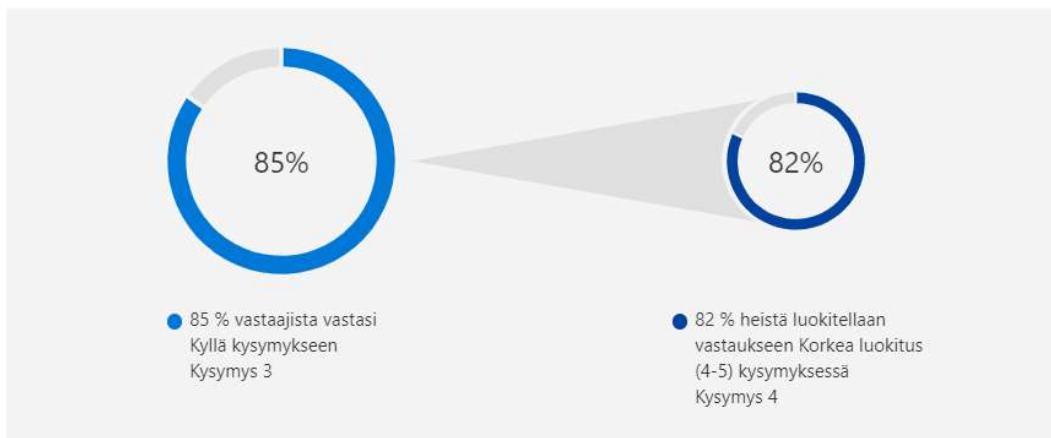 85%
82%
85 % vastaajista vastasi
Kyllä kysymykseen
Kysymys 3
82 % heistä luokitellaan
vastaukseen Korkea luokitus
(4-5) kysymyksessä
Kysymys 4